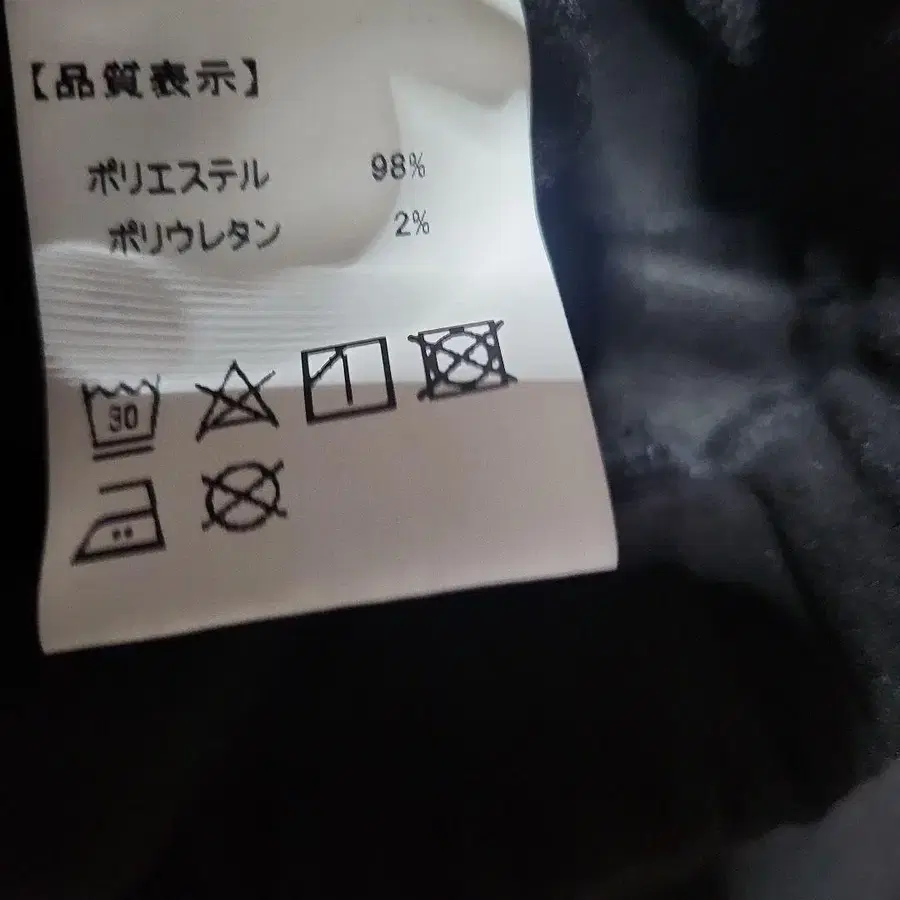 【品質表示】
ポリエステル 98%
ポリウレタン 2%
30